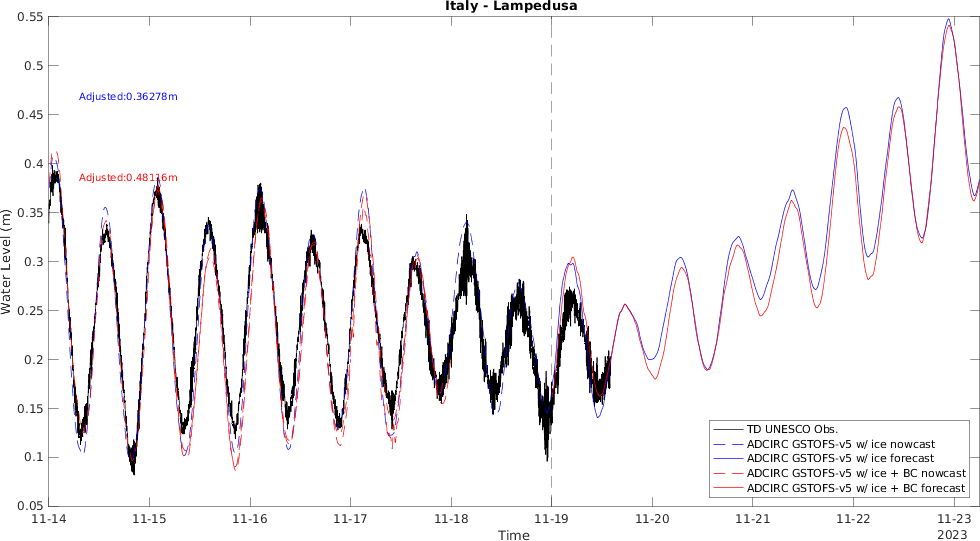 Italy - Lampedusa
Water Level (m)
0.55
0.5
0.45
0.4
0.35
0.3
0.25
0.2
0.15
0.1
0.05
Adjusted:0.36278m
Adjusted:0.48116m
TD UNESCO Obs.
ADCIRC GSTOFS-v5 w/ ice nowcast
ADCIRC GSTOFS-v5 w/ ice forecast
ADCIRC GSTOFS-v5 w/ ice + BC nowcast
ADCIRC GSTOFS-v5 w/ ice + BC forecast
11-14 11-15 11-16 11-17 11-18 11-19 11-20 11-21 11-22 11-23
Time
2023